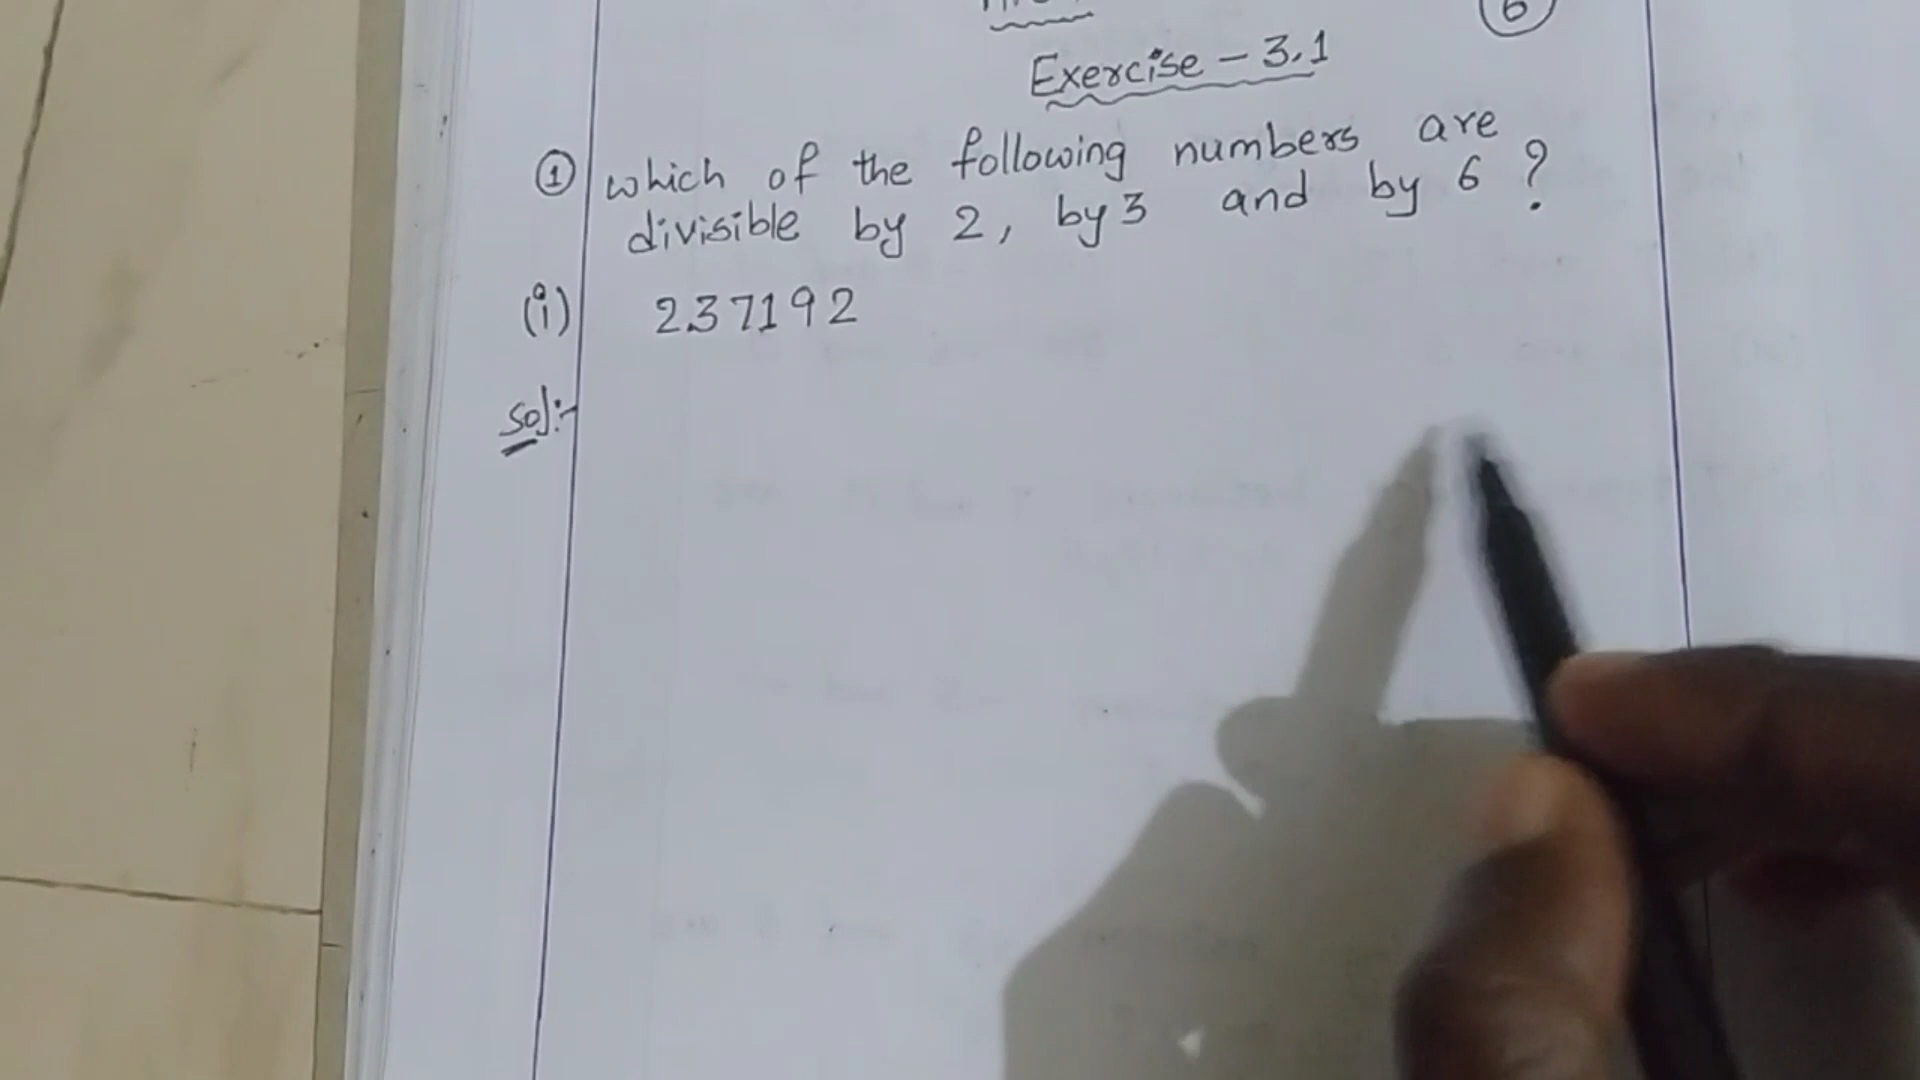 6
Exercise - 3.1
① which of the following numbers are
divisible by 2, by 3 and by 6 ?
(i) 237192
Sol:-